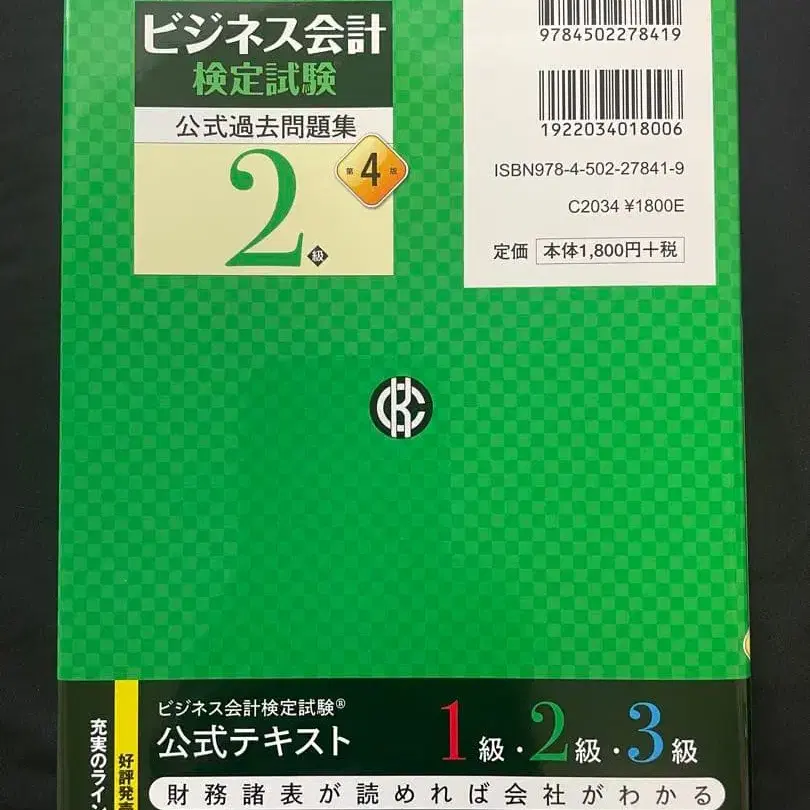 ビジネス会計
検定試験®
公式過去問題集
2級
第4版
9784502278419
1922034018006
ISBN978-4-502-27841-9
C2034 ¥1800E
定価 本体1,800円+税
ビジネス会計検定試験®
公式テキスト
1級・2級・3級
財務諸表が読めれば会社がわかる
好評発売
充実のライン